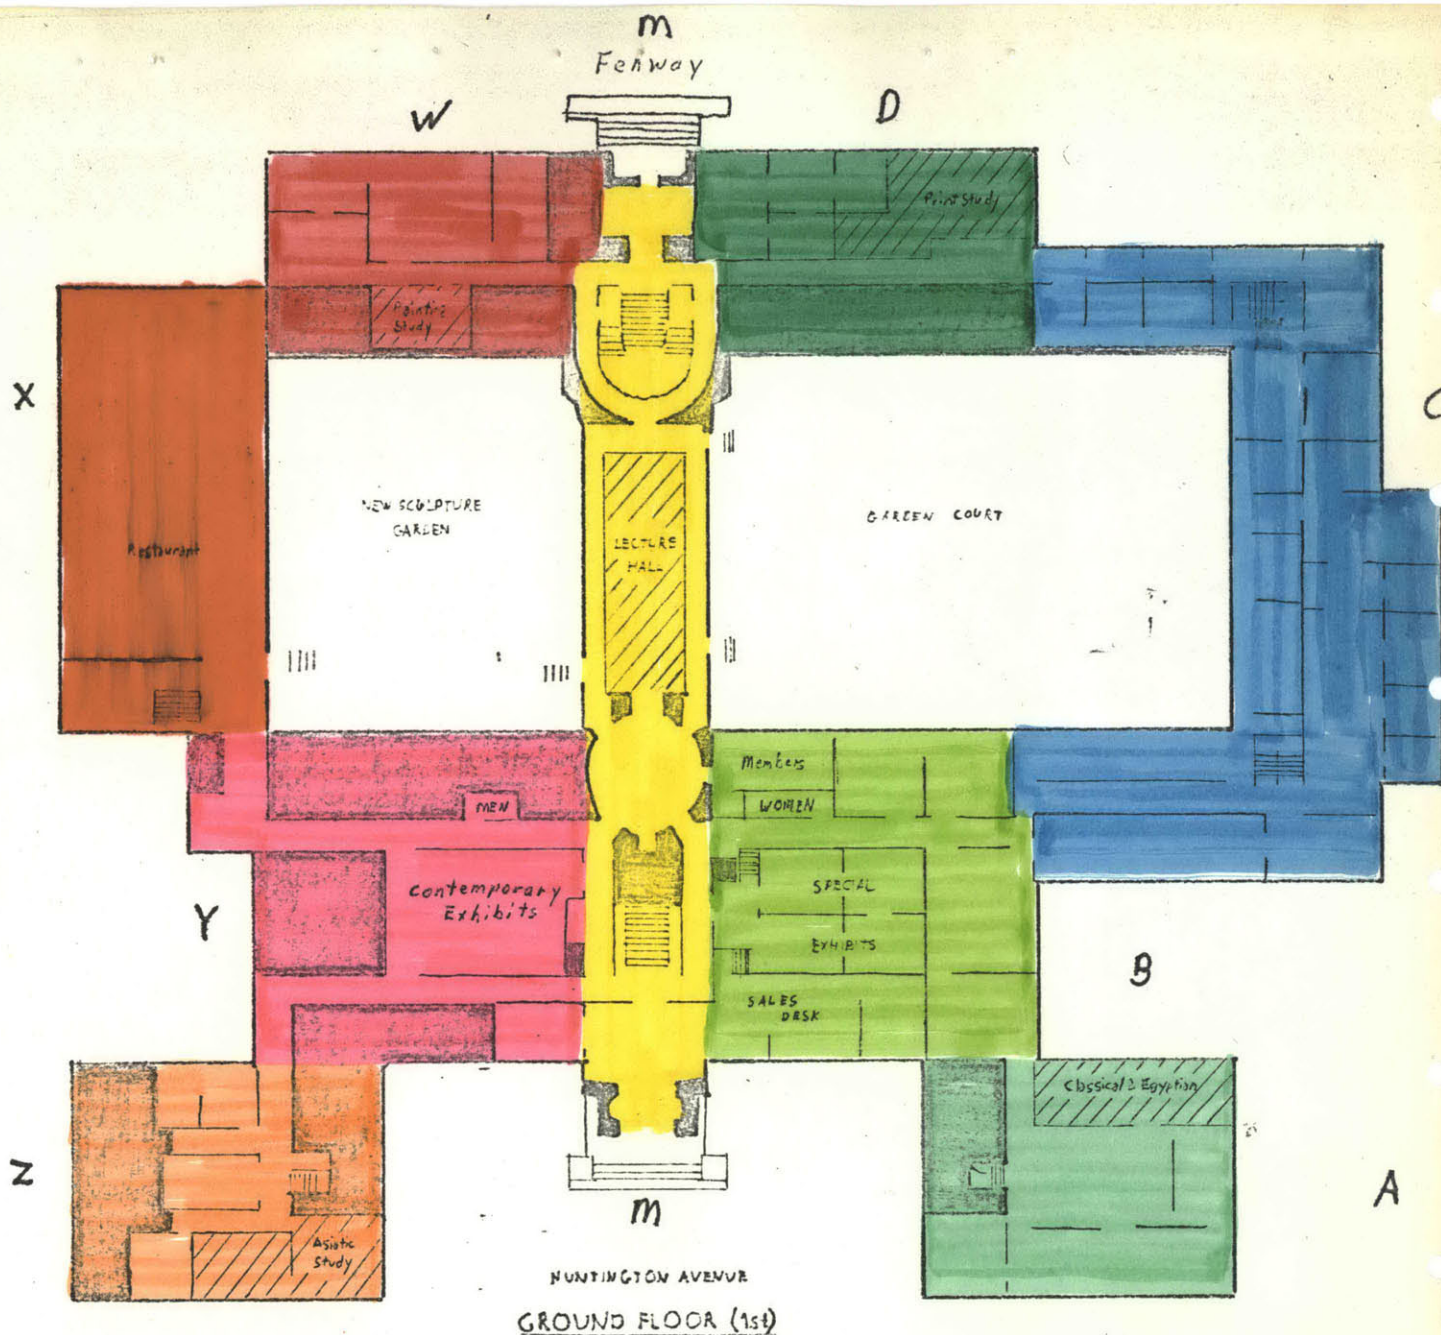 M
Fenway
W
D
Print Study
Painting
Study
X
C
NEW SCULPTURE
GARDEN
GARDEN COURT
LECTURE
HALL
Restaurant
Members
MEN
WOMEN
Contemporary
Exhibits
SPECIAL
EXHIBITS
Y
B
SALES
DESK
Classical & Egyptian
Z
A
Asiatic
Study
M
HUNTINGTON AVENUE
GROUND FLOOR (1st)